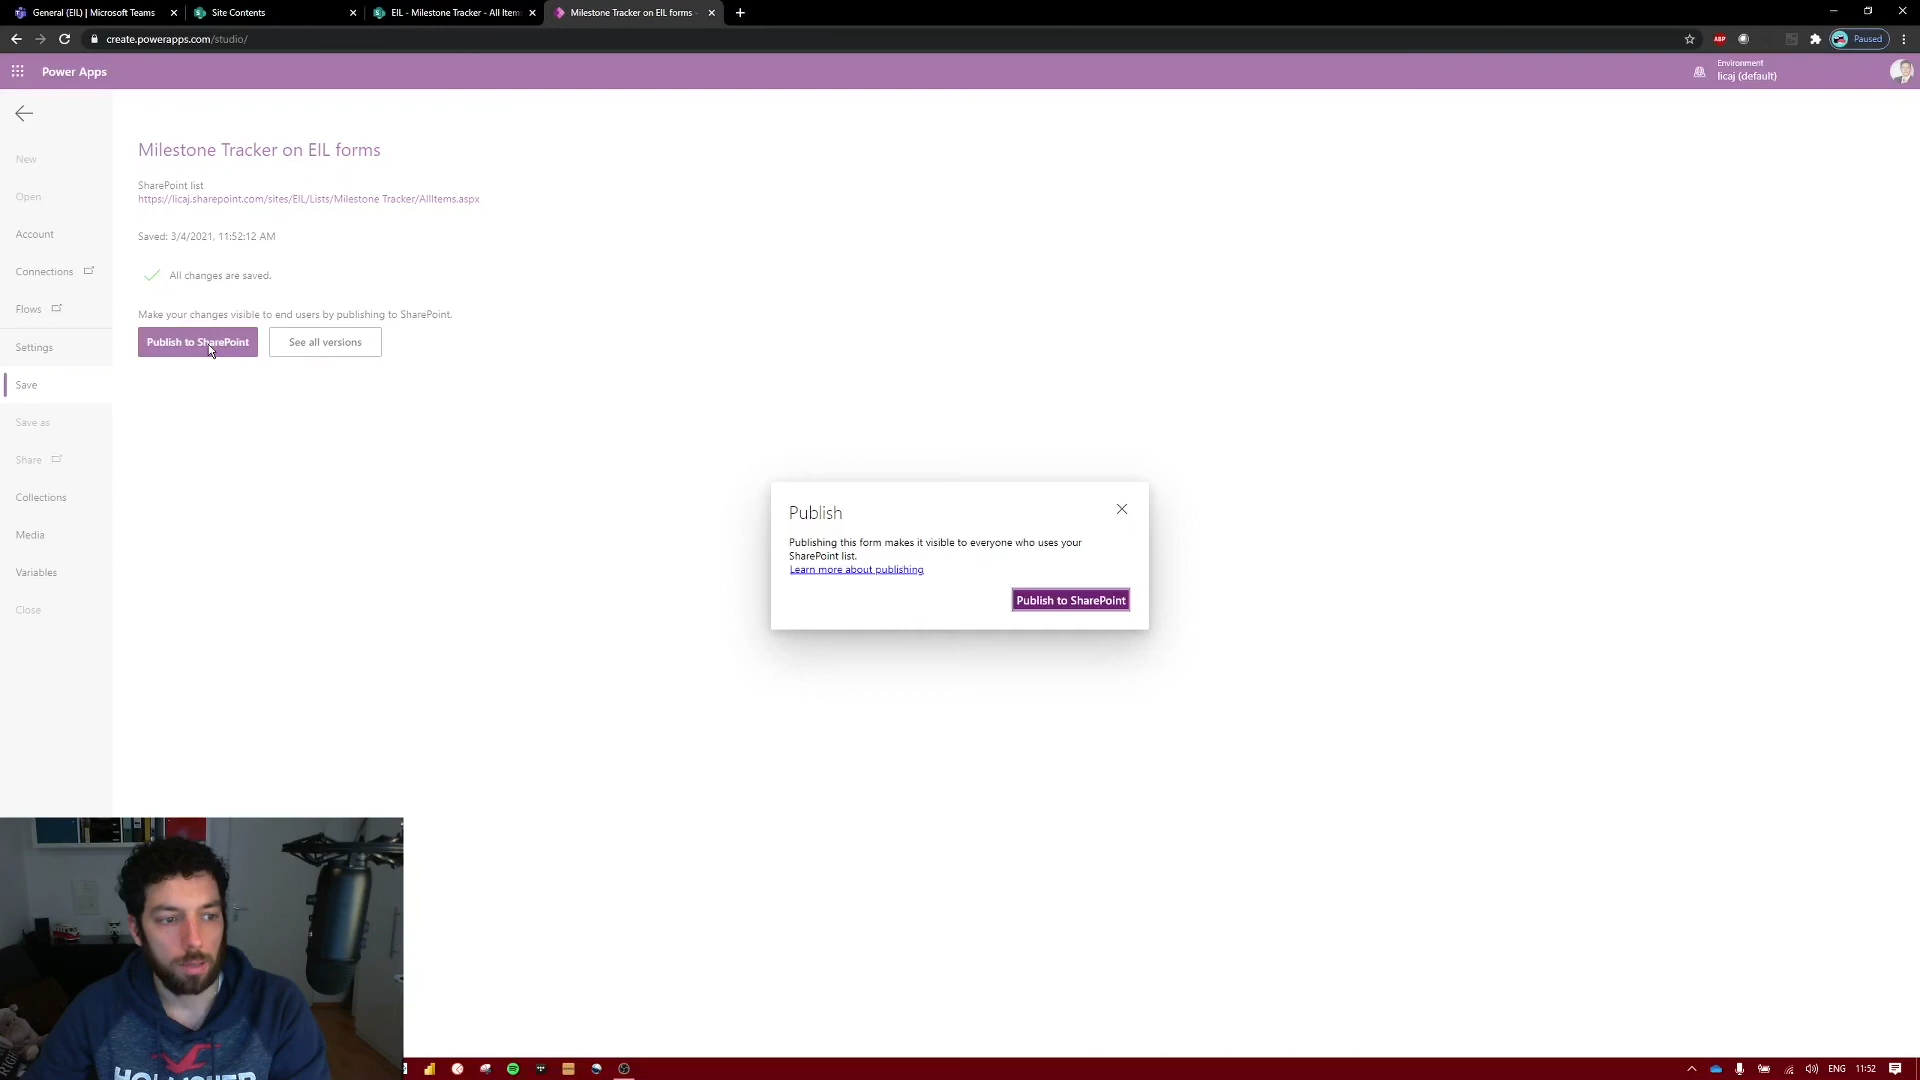 General (EIL) | Microsoft Teams
Site Contents
EIL - Milestone Tracker - All Item
Milestone Tracker on EIL forms -
create.powerapps.com/studio/
ABP
Paused
Power Apps
Environment
licaj (default)
New
Open
Account
Connections
Flows
Settings
Save
Save as
Share
Collections
Media
Variables
Close
Milestone Tracker on EIL forms
SharePoint list
https://licaj.sharepoint.com/sites/EIL/Lists/Milestone Tracker/AllItems.aspx
Saved: 3/4/2021, 11:52:12 AM
All changes are saved.
Make your changes visible to end users by publishing to SharePoint.
Publish to SharePoint
See all versions
Publish
Publishing this form makes it visible to everyone who uses your
SharePoint list.
Learn more about publishing
Publish to SharePoint
ENG
11:52